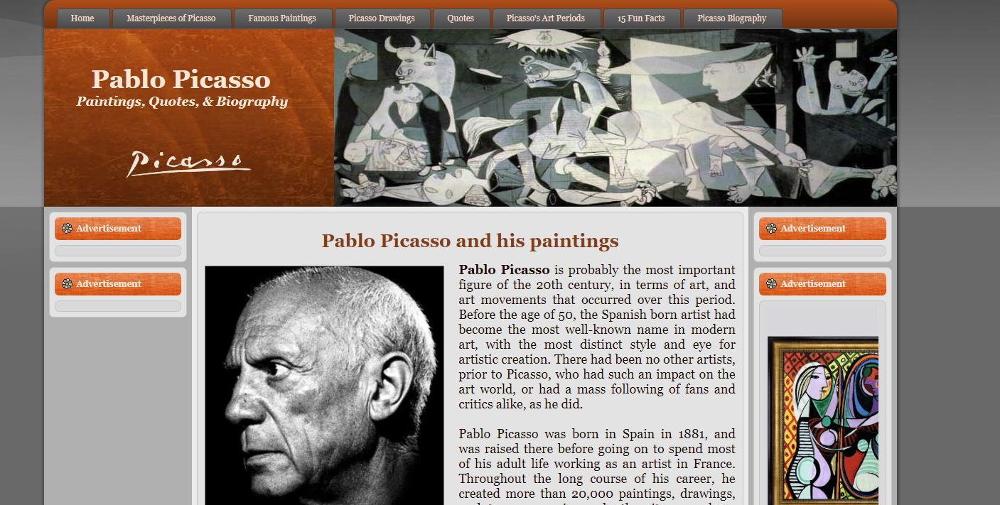 Home
Masterpieces of Picasso
Famous Paintings
Picasso Drawings
Quotes
Picasso's Art Periods
15 Fun Facts
Picasso Biography
Pablo Picasso
Paintings, Quotes, & Biography
Picasso
Advertisement
Advertisement
Pablo Picasso and his paintings
Pablo Picasso is probably the most important
figure of the 20th century, in terms of art, and
art movements that occurred over this period.
Before the age of 50, the Spanish born artist had
become the most well-known name in modern
art, with the most distinct style and eye for
artistic creation. There had been no other artists,
prior to Picasso, who had such an impact on the
art world, or had a mass following of fans and
critics alike, as he did.
Pablo Picasso was born in Spain in 1881, and
was raised there before going on to spend most
of his adult life working as an artist in France.
Throughout the long course of his career, he
created more than 20,000 paintings, drawings,
Advertisement
Advertisement